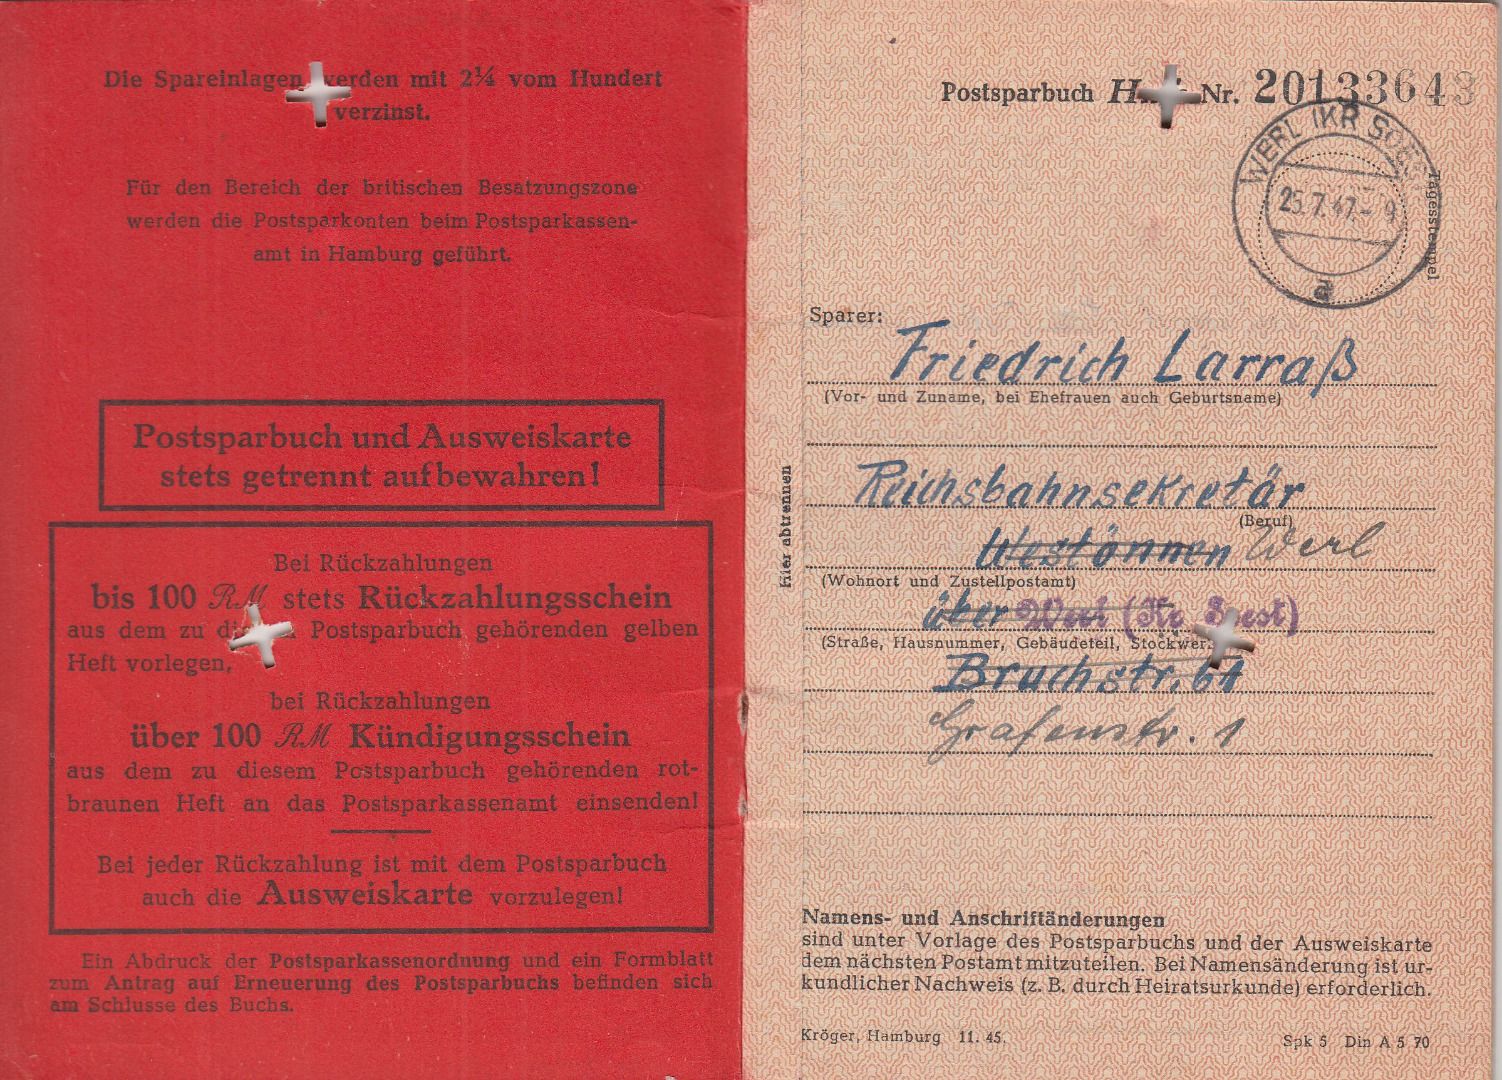 Die Spareinlagen werden mit 2¼ vom Hundert
verzinst.
Für den Bereich der britischen Besatzungszone
werden die Postsparkonten beim Postsparkassen-
amt in Hamburg geführt.
Postsparbuch und Ausweiskarte
stets getrennt aufbewahren!
Bei Rückzahlungen
bis 100 RM stets Rückzahlungsschein
aus dem zu Postsparbuch gehörenden gelben
Heft vorlegen,
bei Rückzahlungen
über 100 RM Kündigungsschein
aus dem zu diesem Postsparbuch gehörenden rot-
braunen Heft an das Postsparkassenamt einsenden!
Bei jeder Rückzahlung ist mit dem Postsparbuch
auch die Ausweiskarte vorzulegen!
Ein Abdruck der Postsparkassenordnung und ein Formblatt
zum Antrag auf Erneuerung des Postsparbuchs befinden sich
am Schlusse des Buchs.
Postsparbuch Nr. 20133643
WERL (KR SOEST)
25.7.47.- 9
a
Tagesstempel
Sparer:
Friedrich Larraß
(Vor- und Zuname, bei Ehefrauen auch Geburtsname)
Reichsbahnsekretär
(Beruf)
Westönnen Werl
(Wohnort und Zustellpostamt)
über Werl (Kr Soest)
(Straße, Hausnummer, Gebäudeteil, Stockwerk
Bruchstr. 61
Grafenstr. 1
Hier abtrennen
Namens- und Anschriftänderungen
sind unter Vorlage des Postsparbuchs und der Ausweiskarte
dem nächsten Postamt mitzuteilen. Bei Namensänderung ist ur-
kundlicher Nachweis (z. B. durch Heiratsurkunde) erforderlich.
Kröger, Hamburg 11. 45.
Spk 5 Din A 5 70